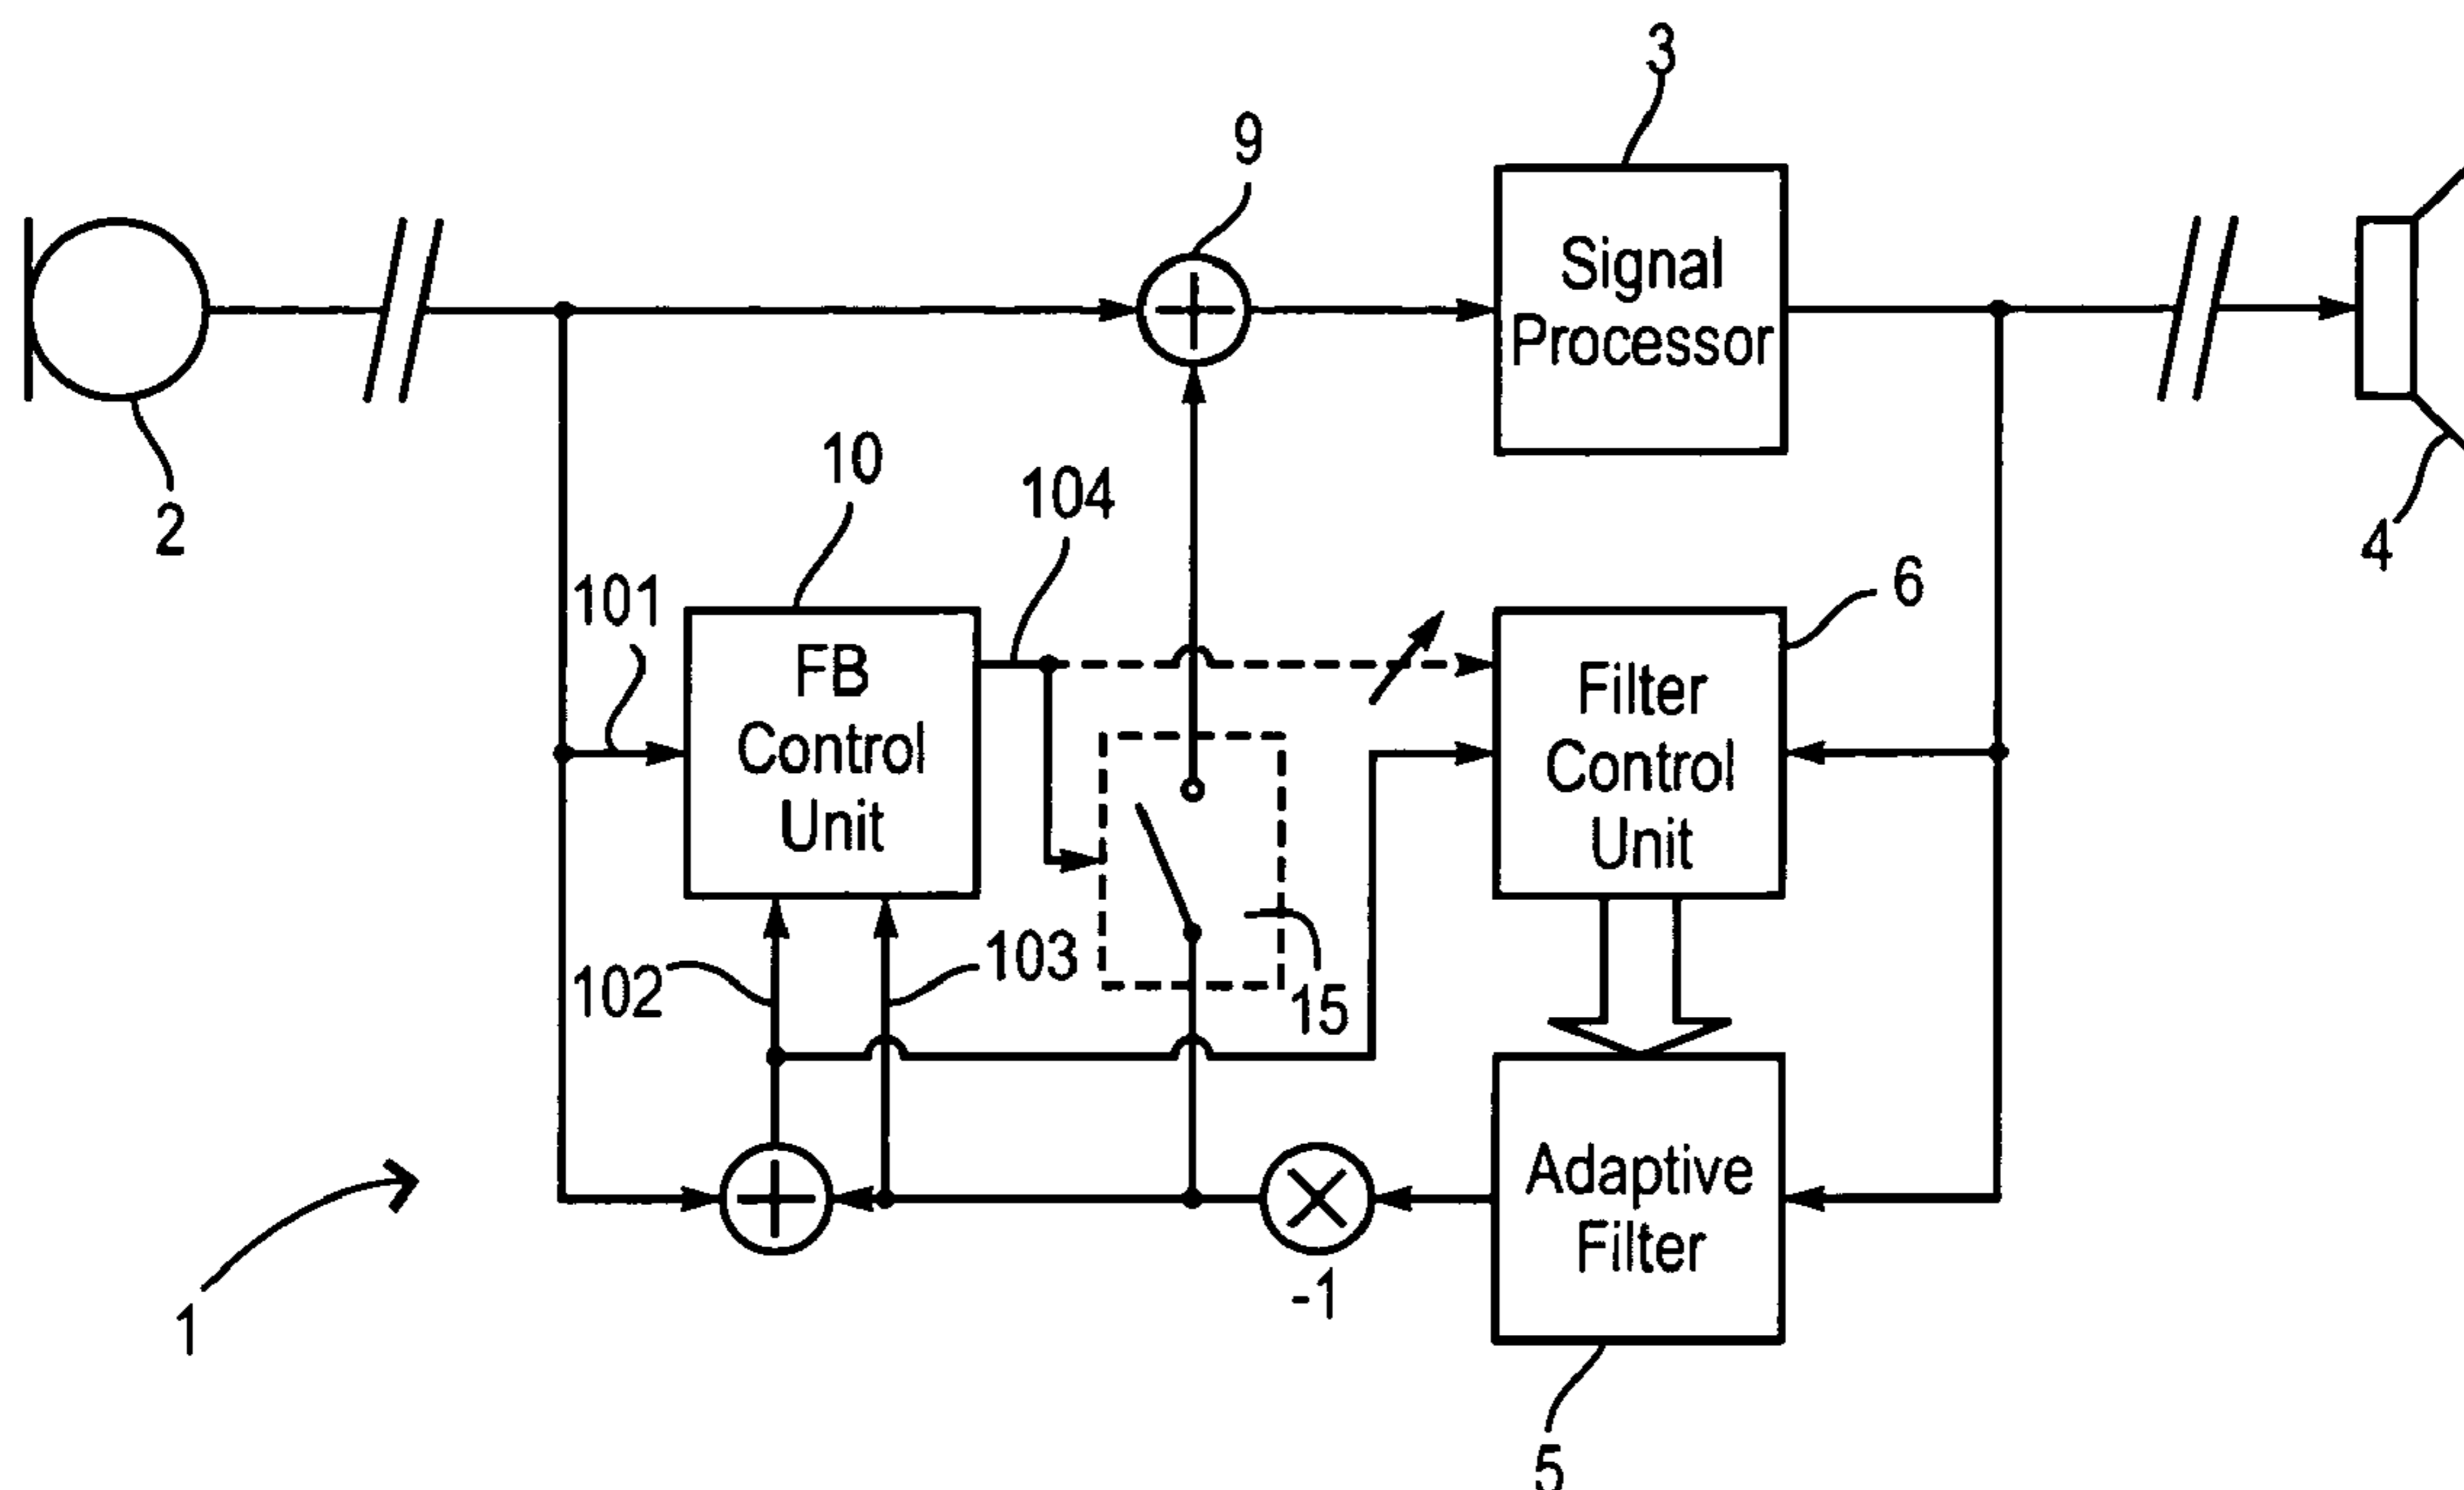 3
9
Signal
Processor
2
10
104
4
101
6
FB
Control
Unit
Filter
Control
Unit
102
103
15
Adaptive
Filter
-1
1
5